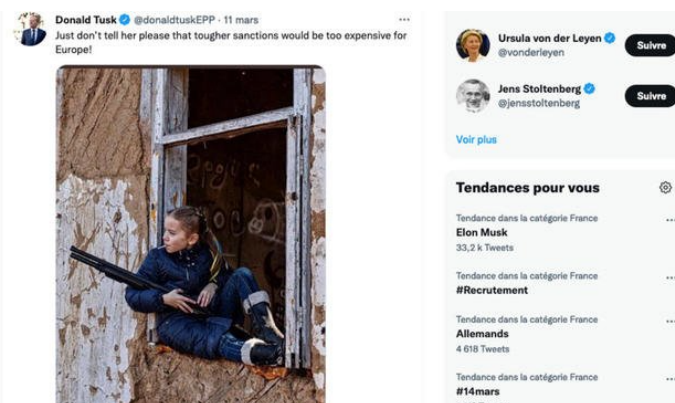 Donald Tusk @donaldtuskEPP · 11 mars
Just don't tell her please that tougher sanctions would be too expensive for
Europe!
Ursula von der Leyen
@vonderleyen
Suivre
Jens Stoltenberg
@jensstoltenberg
Suivre
Voir plus
Tendances pour vous
Tendance dans la catégorie France
Elon Musk
33,2 k Tweets
Tendance dans la catégorie France
#Recrutement
Tendance dans la catégorie France
Allemands
4 618 Tweets
Tendance dans la catégorie France
#14mars